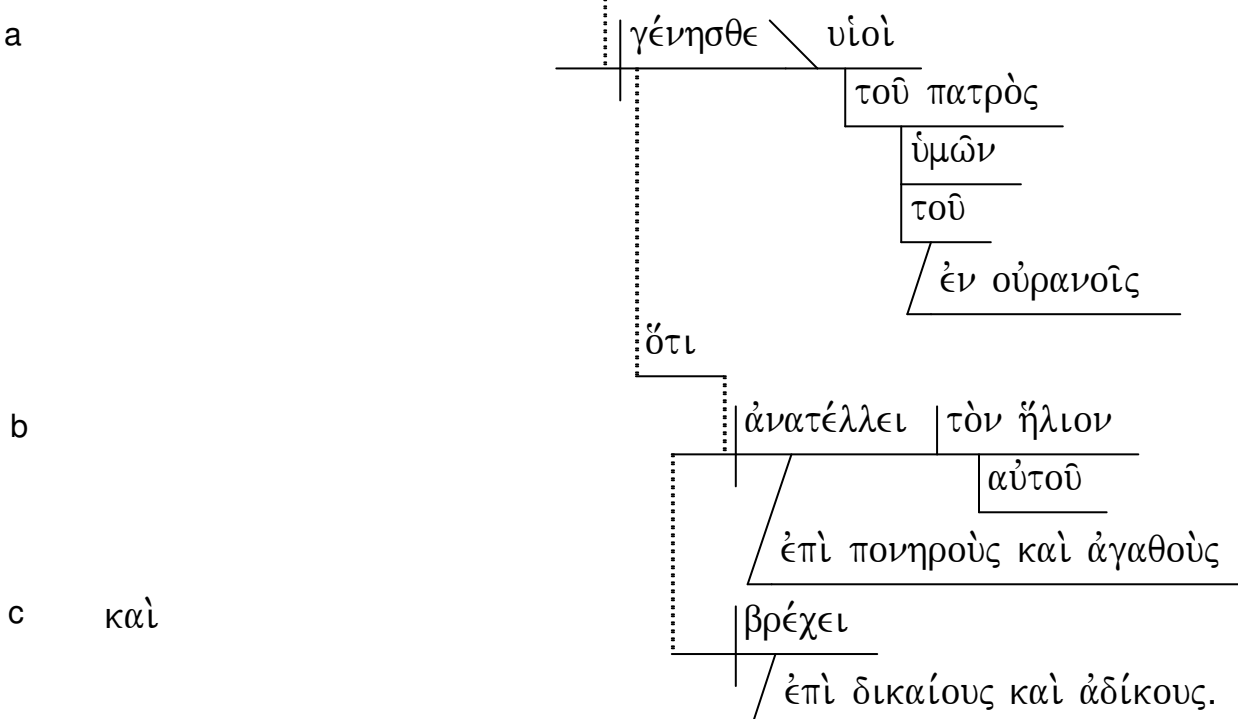 a γένησθε υἱοὶ
τοῦ πατρὸς
ὑμῶν
τοῦ
ἐν οὐρανοῖς
ὅτι
b ἀνατέλλει τὸν ἥλιον
αὐτοῦ
ἐπὶ πονηροὺς καὶ ἀγαθοὺς
c καὶ βρέχει
ἐπὶ δικαίους καὶ ἀδίκους.